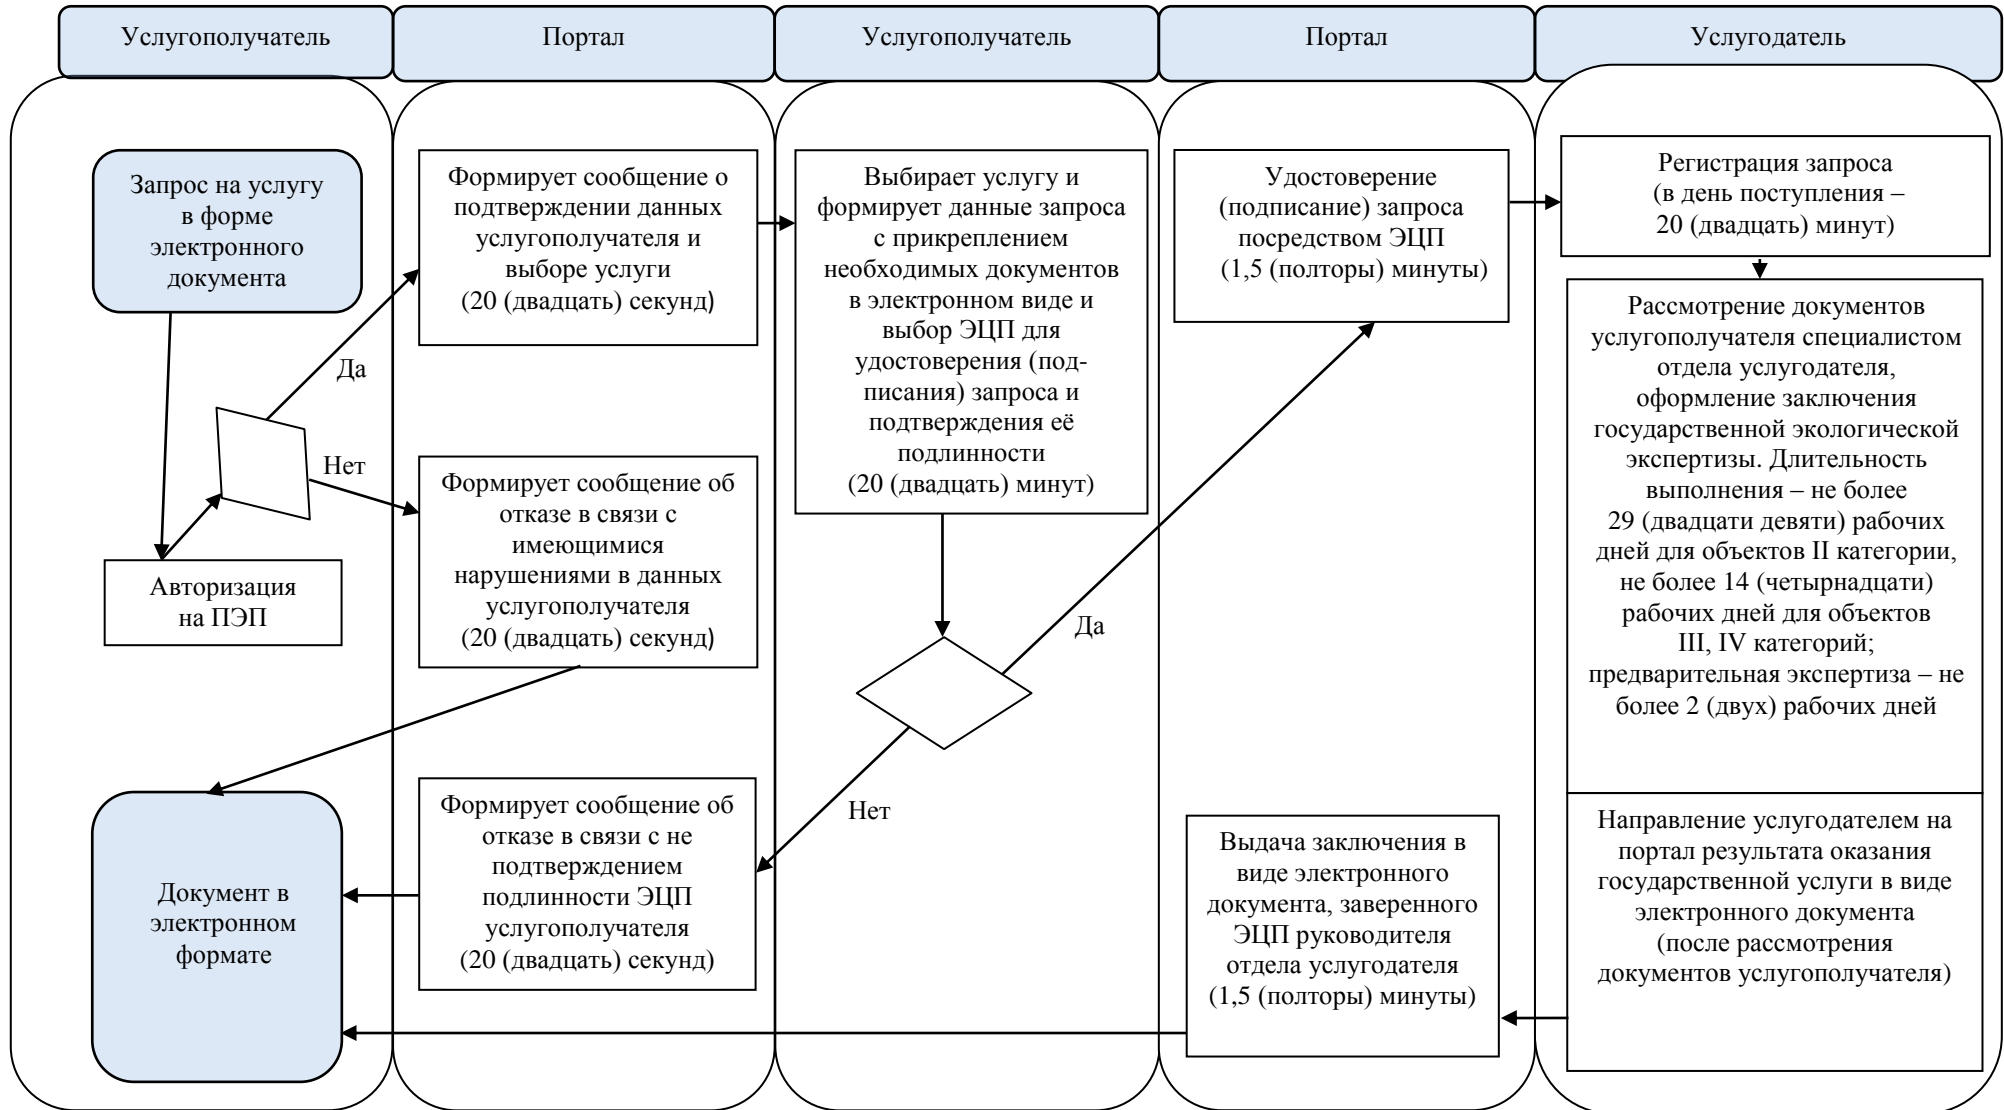 Услугополучатель
Портал
Услугополучатель
Портал
Услугодатель
Запрос на услугу
в форме
электронного
документа
Авторизация
на ПЭП
Документ в
электронном
формате
Формирует сообщение о
подтверждении данных
услугополучателя и
выборе услуги
(20 (двадцать) секунд)
Да
Нет
Формирует сообщение об
отказе в связи с
имеющимися
нарушениями в данных
услугополучателя
(20 (двадцать) секунд)
Формирует сообщение об
отказе в связи с не
подтверждением
подлинности ЭЦП
услугополучателя
(20 (двадцать) секунд)
Выбирает услугу и
формирует данные запроса
с прикреплением
необходимых документов
в электронном виде и
выбор ЭЦП для
удостоверения (под-
писания) запроса и
подтверждения её
подлинности
(20 (двадцать) минут)
Да
Нет
Удостоверение
(подписание) запроса
посредством ЭЦП
(1,5 (полторы) минуты)
Выдача заключения в
виде электронного
документа, заверенного
ЭЦП руководителя
отдела услугодателя
(1,5 (полторы) минуты)
Регистрация запроса
(в день поступления –
20 (двадцать) минут)
Рассмотрение документов
услугополучателя специалистом
отдела услугодателя,
оформление заключения
государственной экологической
экспертизы. Длительность
выполнения – не более
29 (двадцати девяти) рабочих
дней для объектов II категории,
не более 14 (четырнадцати)
рабочих дней для объектов
III, IV категорий;
предварительная экспертиза – не
более 2 (двух) рабочих дней
Направление услугодателем на
портал результата оказания
государственной услуги в виде
электронного документа
(после рассмотрения
документов услугополучателя)